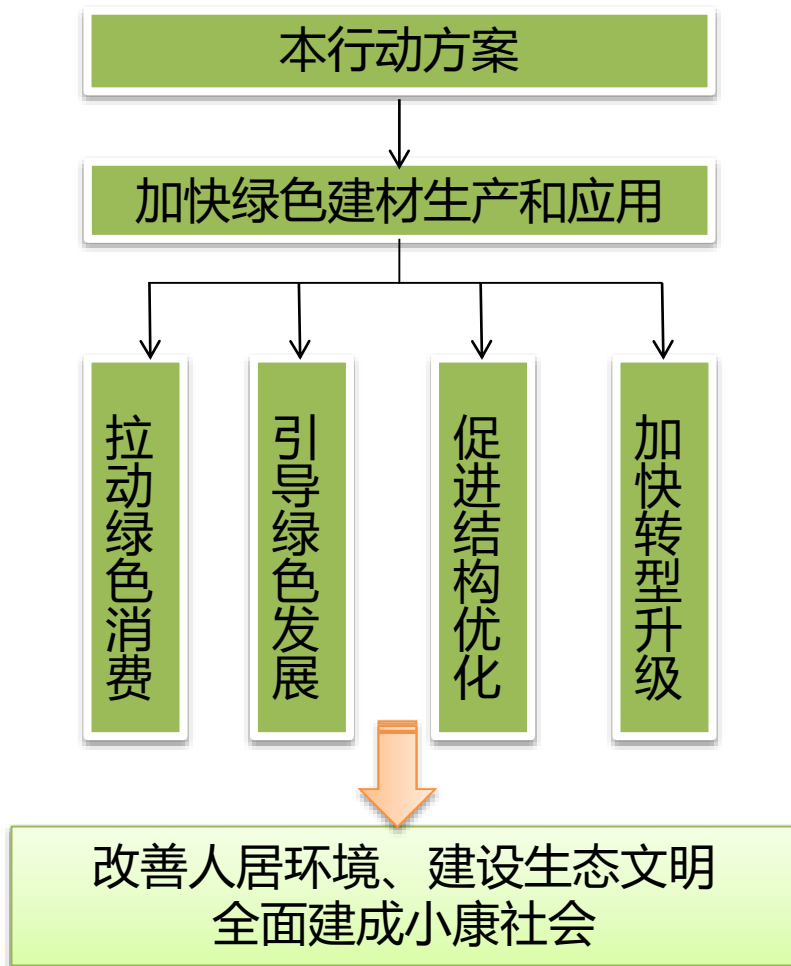 本行动方案
加快绿色建材生产和应用
拉动绿色消费
引导绿色发展
促进结构优化
加快转型升级
改善人居环境、建设生态文明
全面建成小康社会